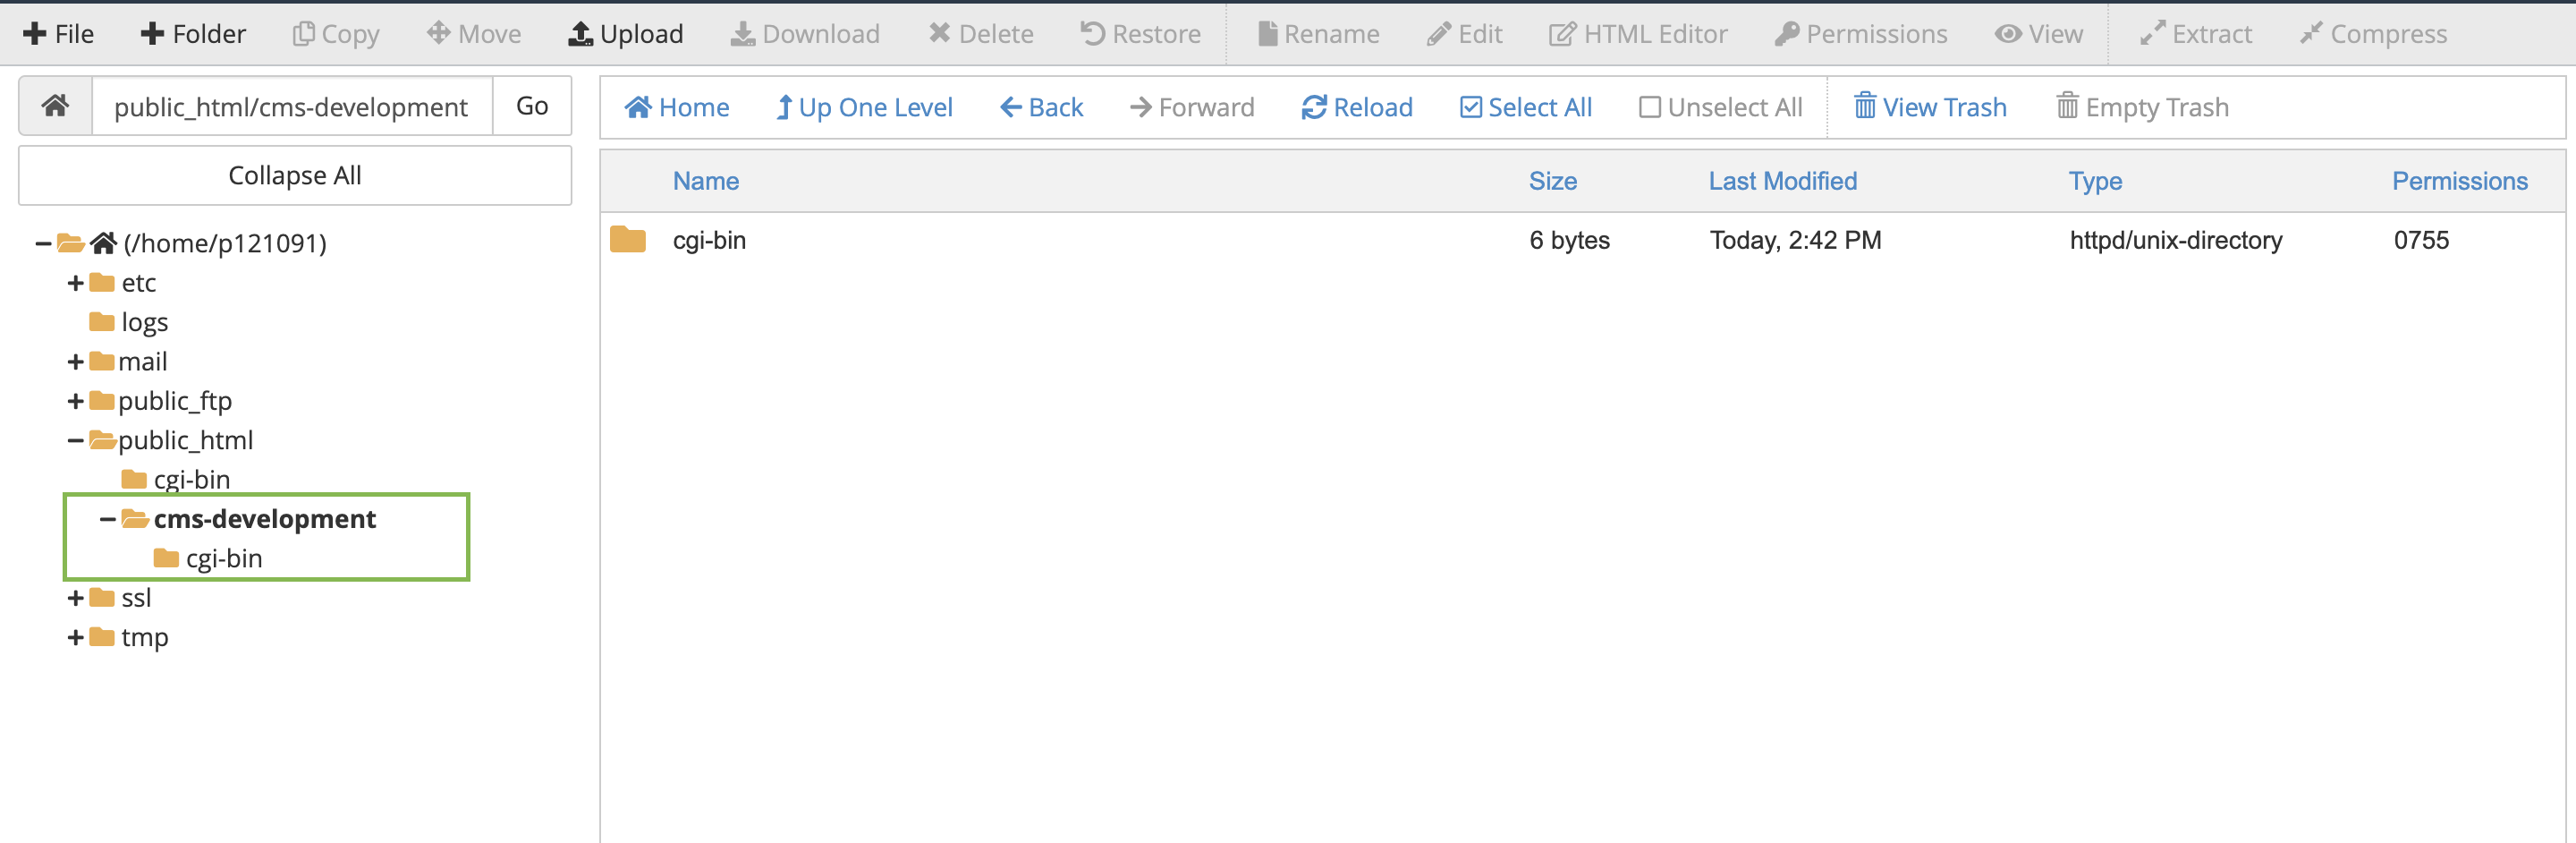 File Folder Copy Move Upload Download Delete Restore Rename Edit HTML Editor Permissions View Extract Compress
public_html/cms-development Go
Home Up One Level Back Forward Reload Select All Unselect All View Trash Empty Trash
Collapse All
(/home/p121091)
etc
logs
mail
public_ftp
public_html
cgi-bin
cms-development
cgi-bin
ssl
tmp
Name Size Last Modified Type Permissions
cgi-bin 6 bytes Today, 2:42 PM httpd/unix-directory 0755